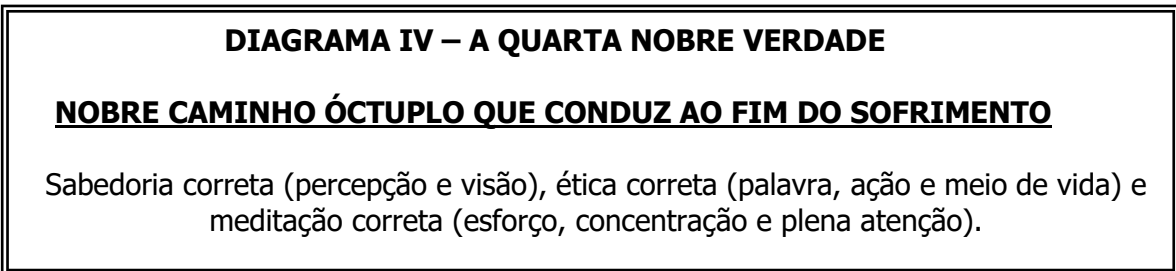 DIAGRAMA IV – A QUARTA NOBRE VERDADE
NOBRE CAMINHO ÓCTUPLO QUE CONDUZ AO FIM DO SOFRIMENTO
Sabedoria correta (percepção e visão), ética correta (palavra, ação e meio de vida) e
meditação correta (esforço, concentração e plena atenção).